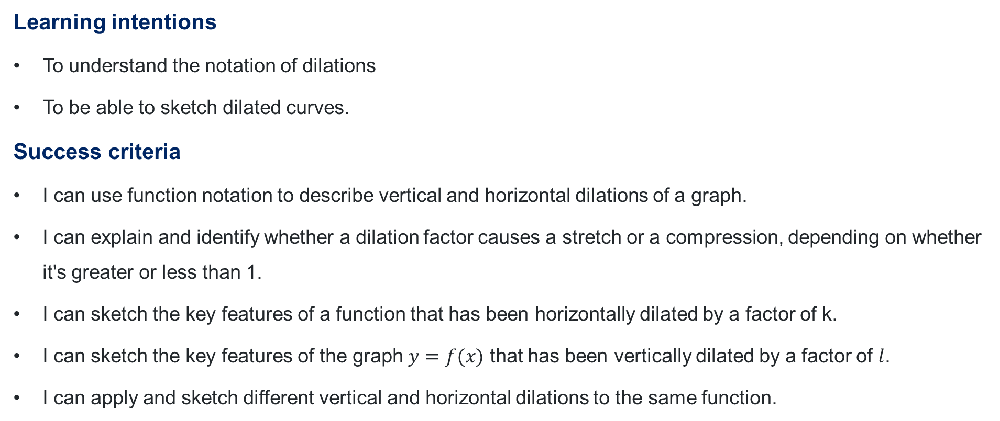 Learning intentions
• To understand the notation of dilations
• To be able to sketch dilated curves.
Success criteria
• I can use function notation to describe vertical and horizontal dilations of a graph.
• I can explain and identify whether a dilation factor causes a stretch or a compression, depending on whether
it's greater or less than 1.
• I can sketch the key features of a function that has been horizontally dilated by a factor of k.
• I can sketch the key features of the graph 𝑦 = 𝑓(𝑥) that has been vertically dilated by a factor of 𝑙.
• I can apply and sketch different vertical and horizontal dilations to the same function.